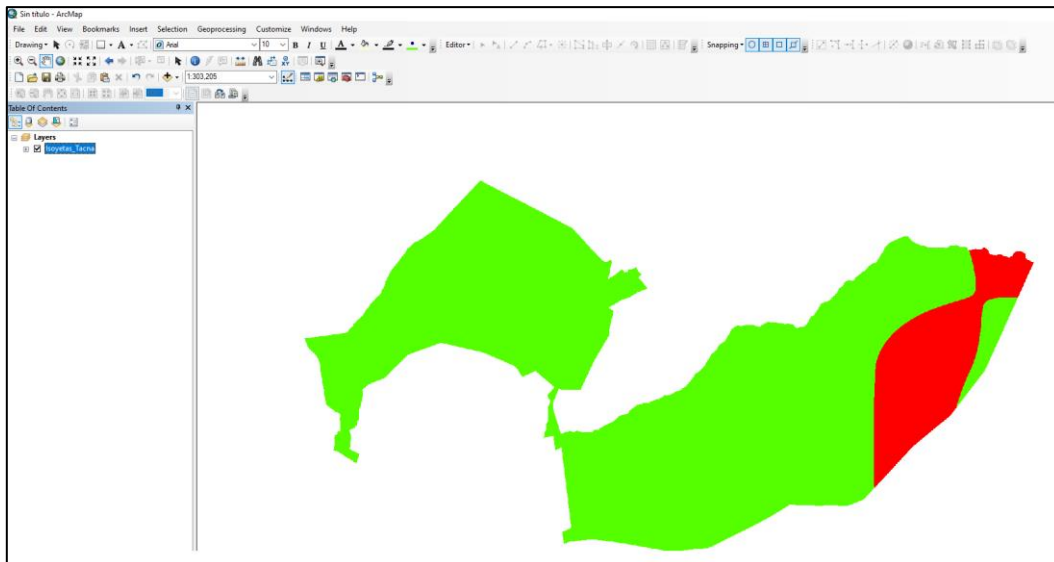 Sin título - ArcMap
File Edit View Bookmarks Insert Selection Geoprocessing Customize Windows Help
Drawing Arial 10 B I U A Editor Snapping
1:303,205
Table Of Contents
Layers
Isoyetas_Tacna